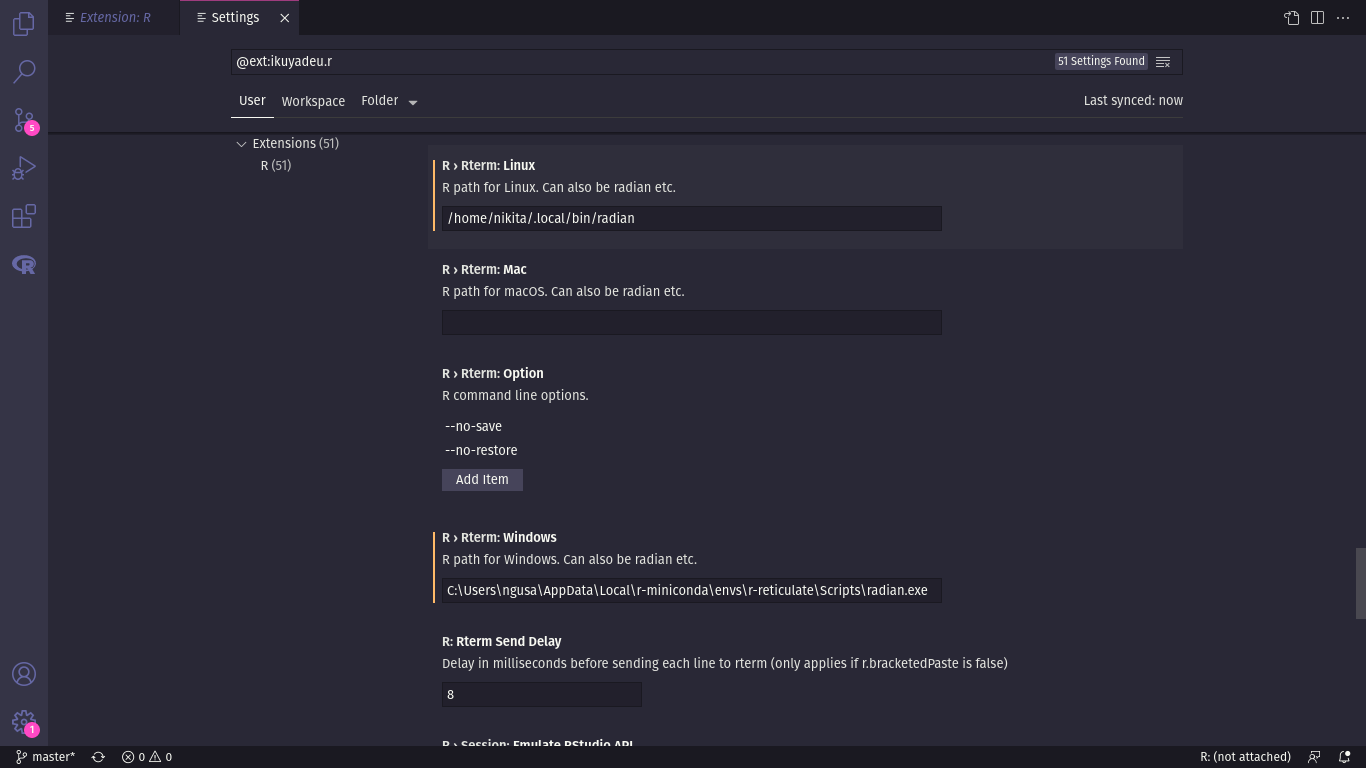 Extension: R
Settings
@ext:ikuyadeu.r
51 Settings Found
User
Workspace
Folder
Last synced: now
5
Extensions (51)
R (51)
R › Rterm: Linux
R path for Linux. Can also be radian etc.
/home/nikita/.local/bin/radian
R › Rterm: Mac
R path for macOS. Can also be radian etc.
R › Rterm: Option
R command line options.
--no-save
--no-restore
Add Item
R › Rterm: Windows
R path for Windows. Can also be radian etc.
C:\Users\ngusa\AppData\Local\r-miniconda\envs\r-reticulate\Scripts\radian.exe
R: Rterm Send Delay
Delay in milliseconds before sending each line to rterm (only applies if r.bracketedPaste is false)
8
R › Session: Emulate RStudio API
1
master*
0
0
R: (not attached)